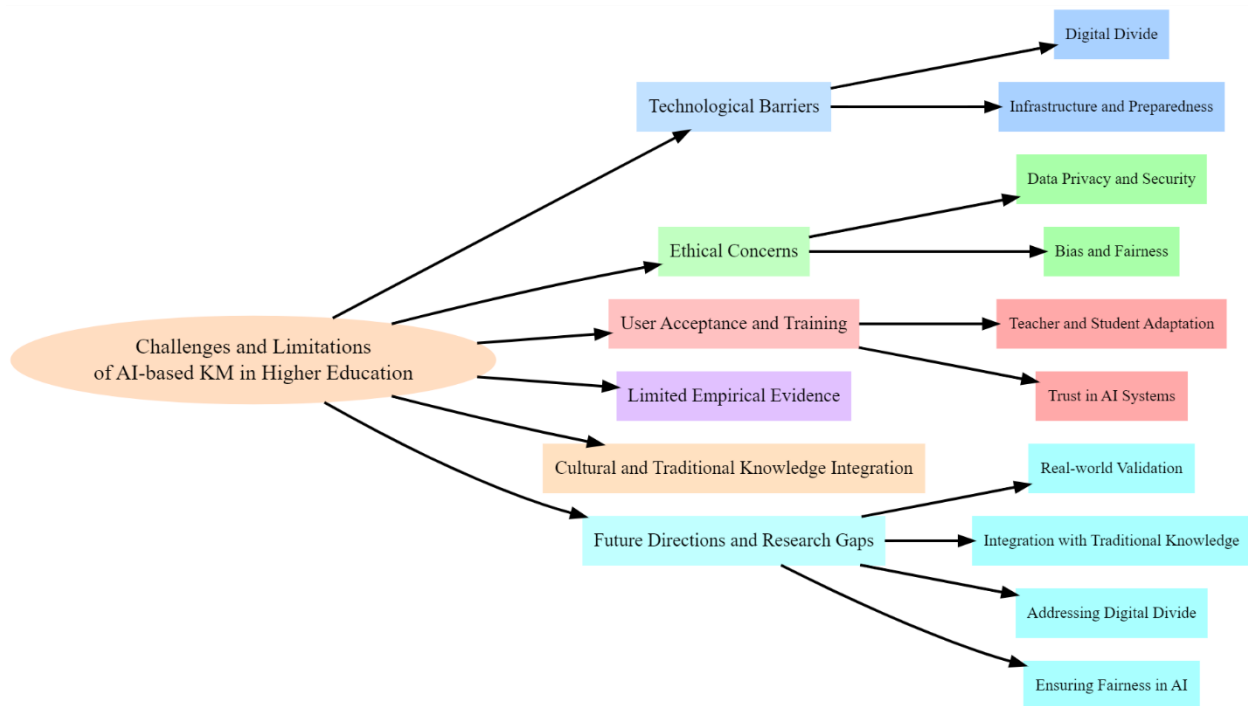 Challenges and Limitations
of AI-based KM in Higher Education
Technological Barriers
Digital Divide
Infrastructure and Preparedness
Ethical Concerns
Data Privacy and Security
Bias and Fairness
User Acceptance and Training
Teacher and Student Adaptation
Trust in AI Systems
Limited Empirical Evidence
Cultural and Traditional Knowledge Integration
Future Directions and Research Gaps
Real-world Validation
Integration with Traditional Knowledge
Addressing Digital Divide
Ensuring Fairness in AI